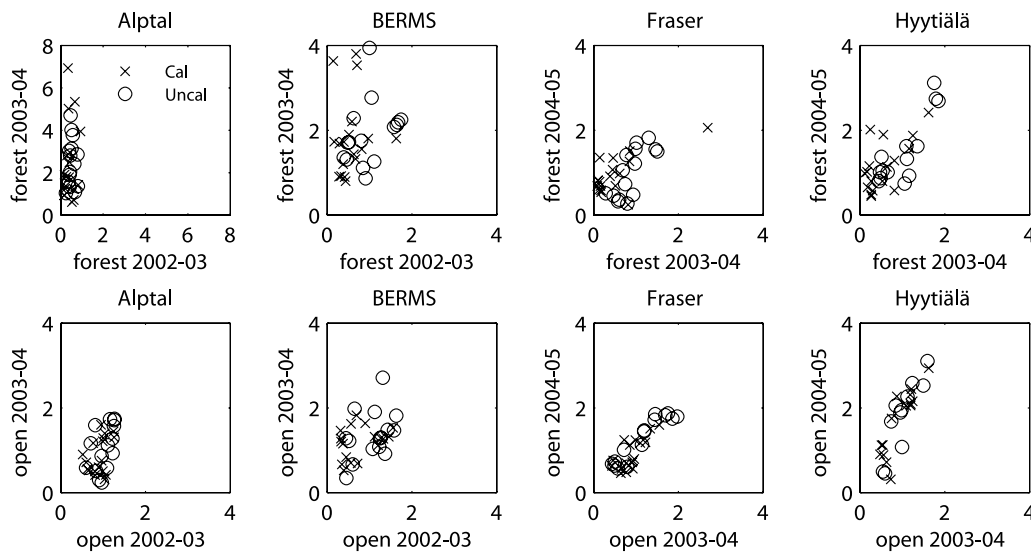 Alptal BERMS Fraser Hyytiälä
8 4 4 4
6
× Cal
○ Uncal
4 2 2 2
2
0 0 0 0
forest 2003-04 forest 2003-04 forest 2004-05 forest 2004-05
0 2 4 6 8 0 2 4 0 2 4 0 2 4
forest 2002-03 forest 2002-03 forest 2003-04 forest 2003-04
Alptal BERMS Fraser Hyytiälä
4 4 4 4
2 2 2 2
0 0 0 0
open 2003-04 open 2003-04 open 2004-05 open 2004-05
0 2 4 0 2 4 0 2 4 0 2 4
open 2002-03 open 2002-03 open 2003-04 open 2003-04